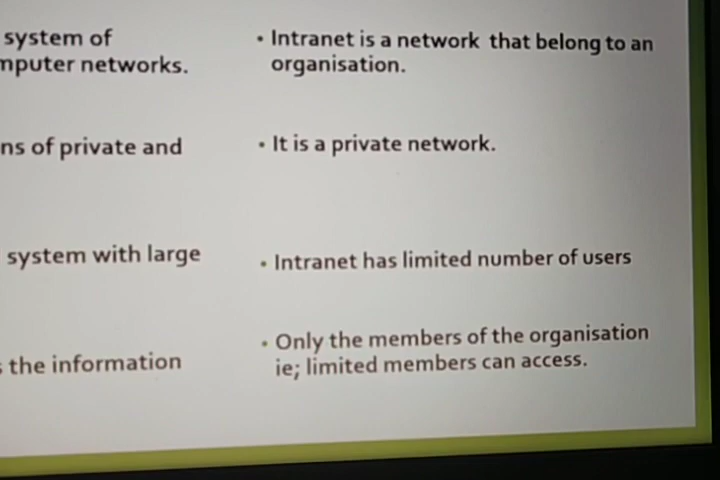 system of
networks.
of private and
system with large
the information
• Intranet is a network that belong to an
organisation.
• It is a private network.
• Intranet has limited number of users
• Only the members of the organisation
ie; limited members can access.